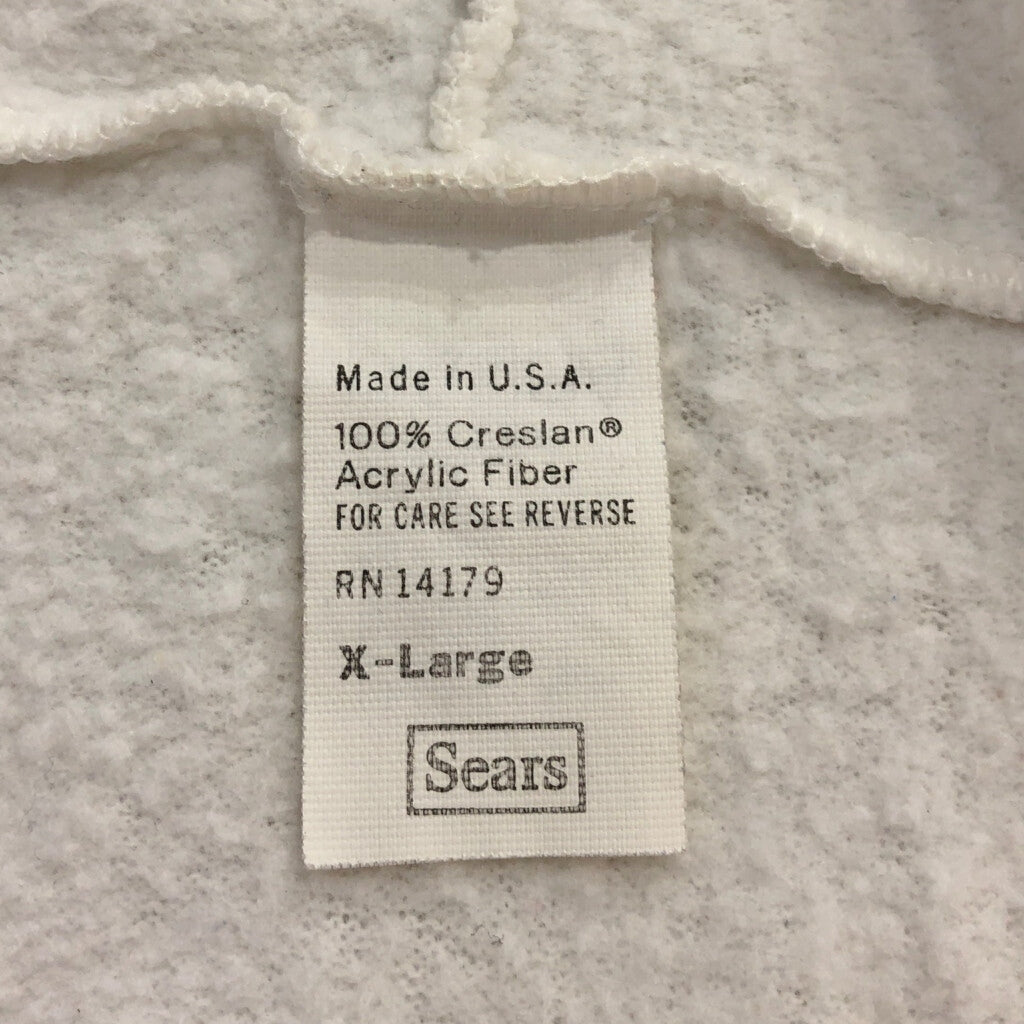 Made in U.S.A.
100% Creslan®
Acrylic Fiber
FOR CARE SEE REVERSE
RN 14179
X-Large
Sears